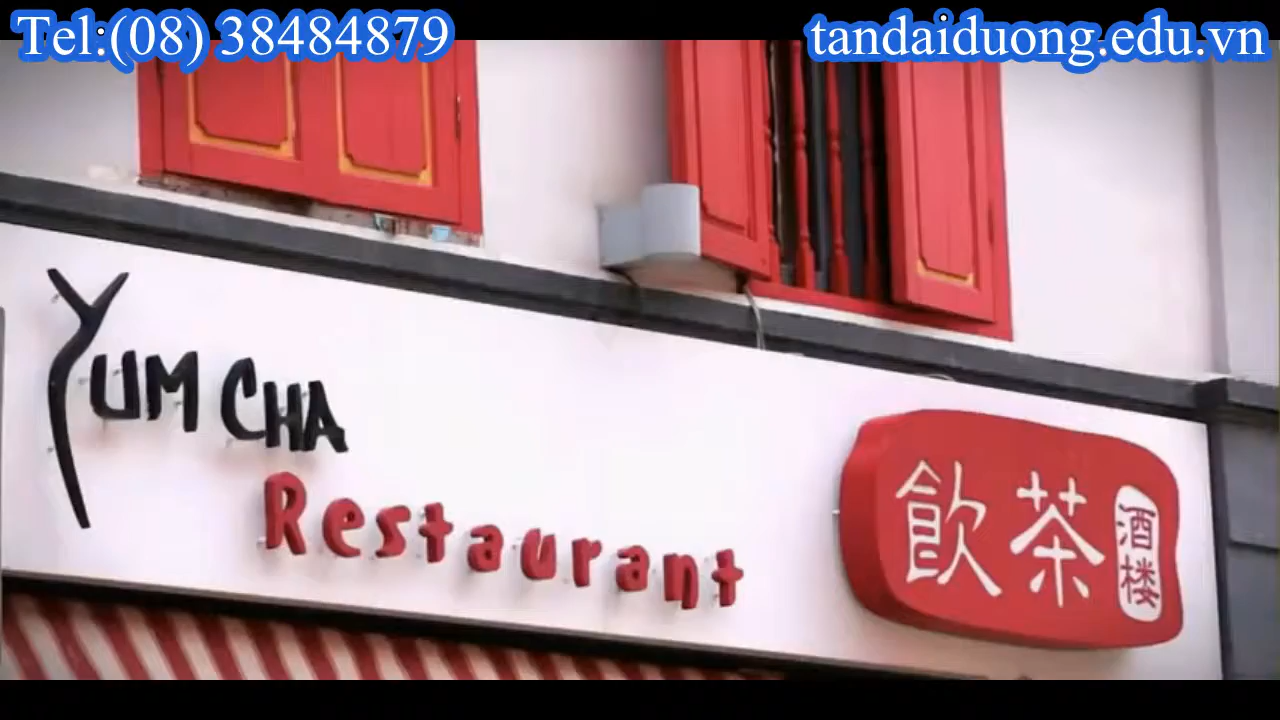 Tel:(08) 38484879
tandaiduong.edu.vn
YUM CHA
Restaurant
飲茶
酒楼